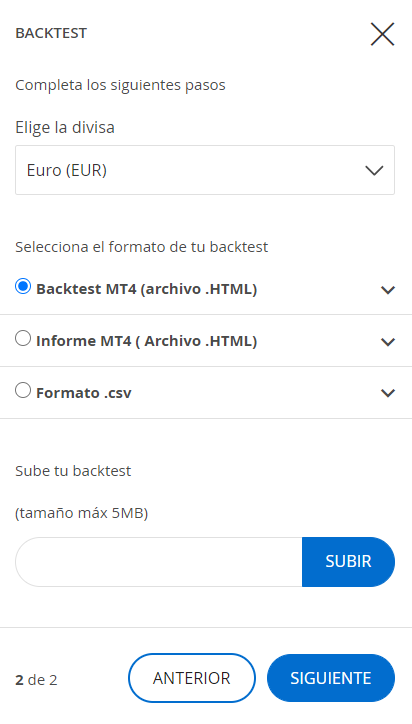 BACKTEST
Completa los siguientes pasos
Elige la divisa
Euro (EUR)
Selecciona el formato de tu backtest
Backtest MT4 (archivo .HTML)
Informe MT4 ( Archivo .HTML)
Formato .csv
Sube tu backtest
(tamaño máx 5MB)
SUBIR
2 de 2
ANTERIOR
SIGUIENTE